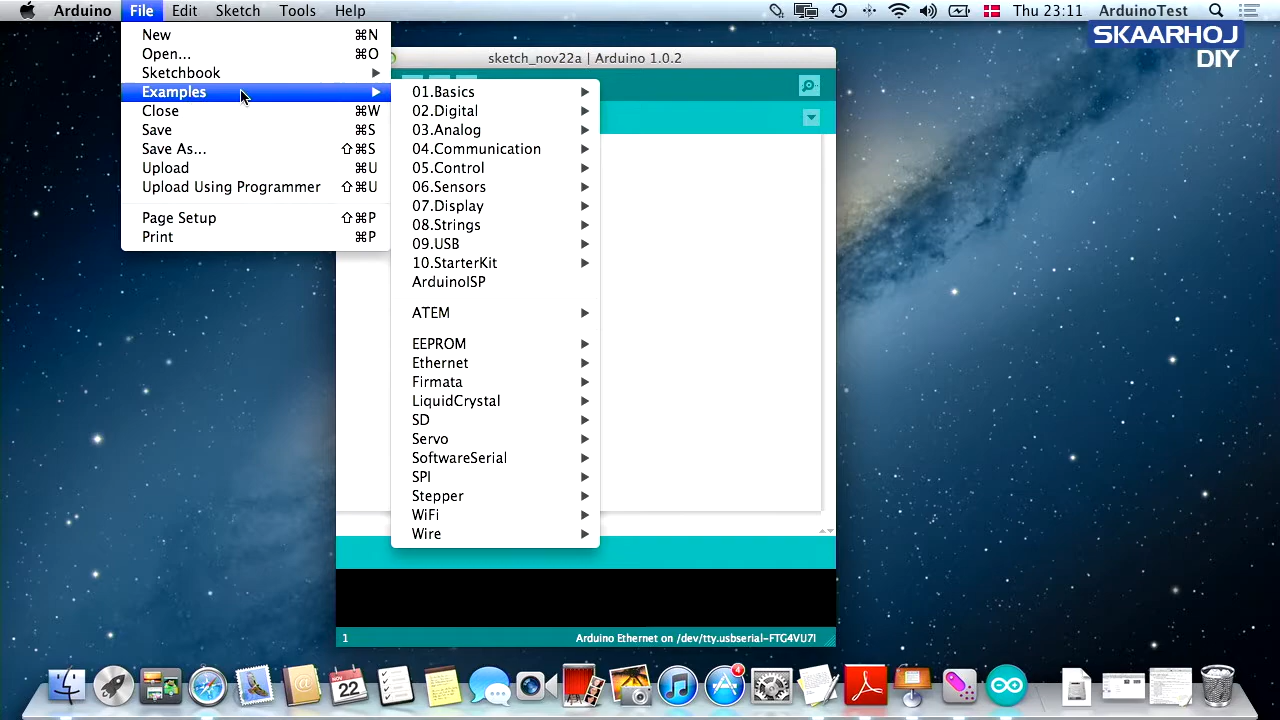 Arduino File Edit Sketch Tools Help Thu 23:11 ArduinoTest
SKAARHOJ
DIY
New ⌘N
Open... ⌘O
Sketchbook
Examples
Close ⌘W
Save ⌘S
Save As... ⇧⌘S
Upload ⌘U
Upload Using Programmer ⇧⌘U
Page Setup ⇧⌘P
Print ⌘P
sketch_nov22a | Arduino 1.0.2
01.Basics
02.Digital
03.Analog
04.Communication
05.Control
06.Sensors
07.Display
08.Strings
09.USB
10.StarterKit
ArduinoISP
ATEM
EEPROM
Ethernet
Firmata
LiquidCrystal
SD
Servo
SoftwareSerial
SPI
Stepper
WiFi
Wire
1 Arduino Ethernet on /dev/tty.usbserial-FTG4VIJ7I
NOV
22
4